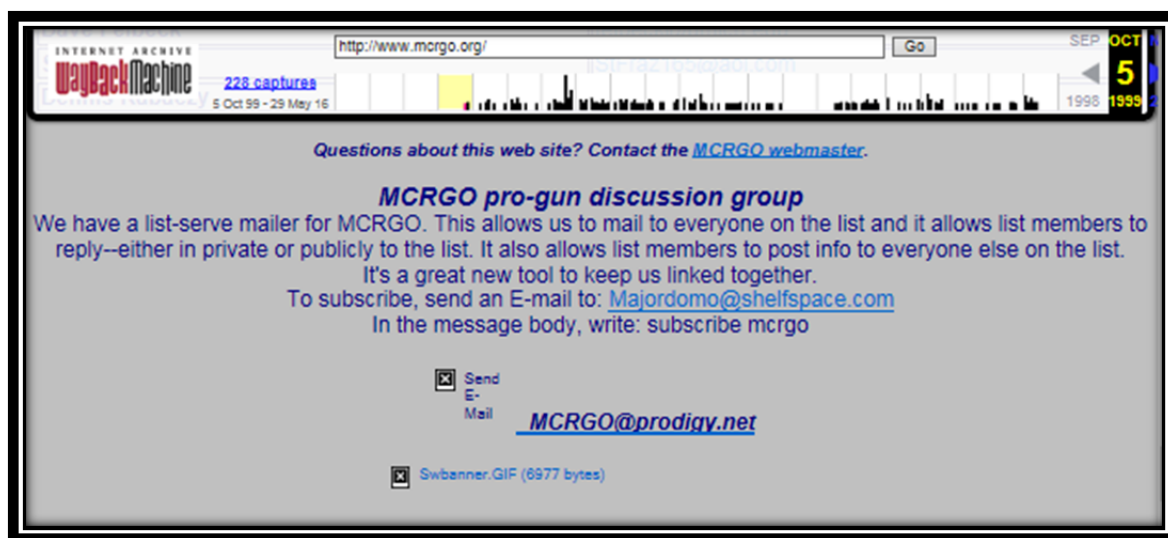 INTERNET ARCHIVE
WayBackMachine
http://www.mcrgo.org/
Go
228 captures
5 Oct 99 - 29 May 16
SEP OCT
5
1998 1999
Questions about this web site? Contact the MCRGO webmaster.
MCRGO pro-gun discussion group
We have a list-serve mailer for MCRGO. This allows us to mail to everyone on the list and it allows list members to
reply--either in private or publicly to the list. It also allows list members to post info to everyone else on the list.
It's a great new tool to keep us linked together.
To subscribe, send an E-mail to: Majordomo@shelfspace.com
In the message body, write: subscribe mcrgo
Send
E-
Mail
MCRGO@prodigy.net
Swbanner.GIF (6977 bytes)